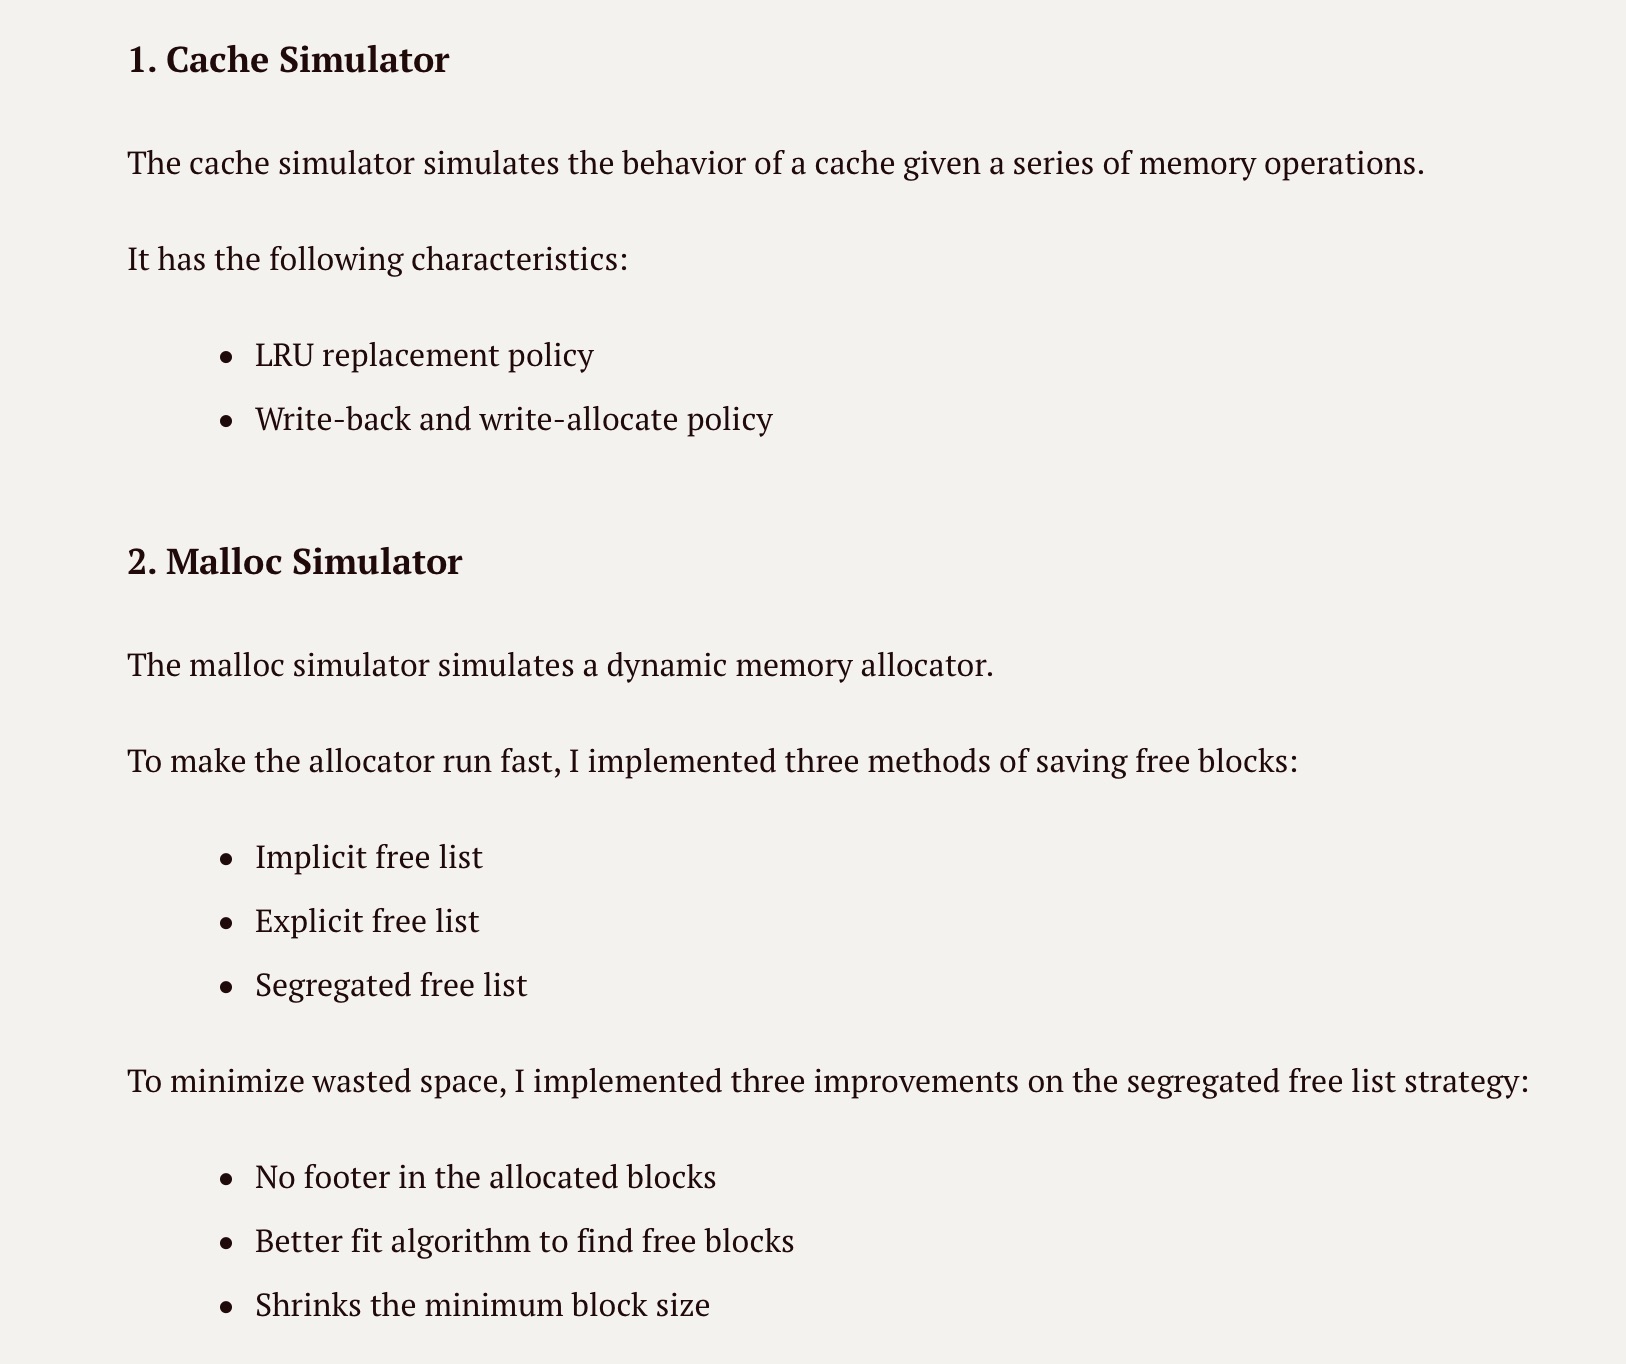 1. Cache Simulator
The cache simulator simulates the behavior of a cache given a series of memory operations.
It has the following characteristics:
● LRU replacement policy
● Write-back and write-allocate policy
2. Malloc Simulator
The malloc simulator simulates a dynamic memory allocator.
To make the allocator run fast, I implemented three methods of saving free blocks:
● Implicit free list
● Explicit free list
● Segregated free list
To minimize wasted space, I implemented three improvements on the segregated free list strategy:
● No footer in the allocated blocks
● Better fit algorithm to find free blocks
● Shrinks the minimum block size